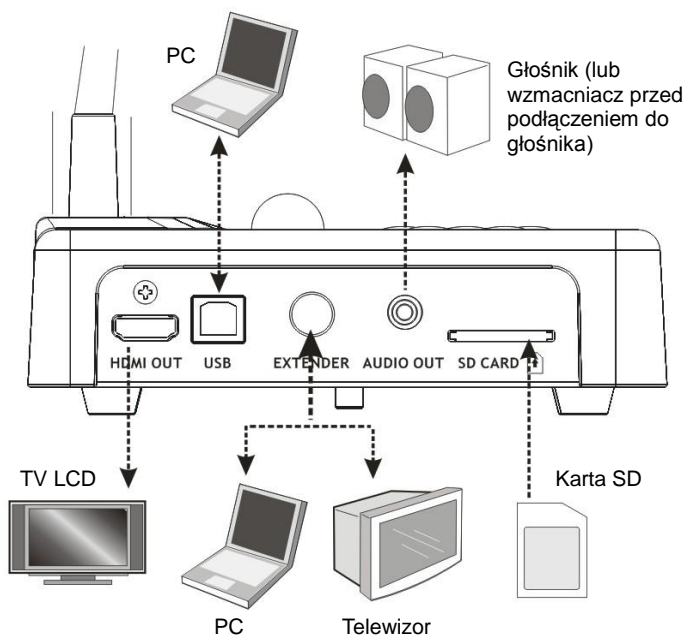 PC
Głośnik (lub
wzmacniacz przed
podłączeniem do
głośnika)
HDMI OUT
USB
EXTENDER
AUDIO OUT
SD CARD
TV LCD
Karta SD
PC
Telewizor